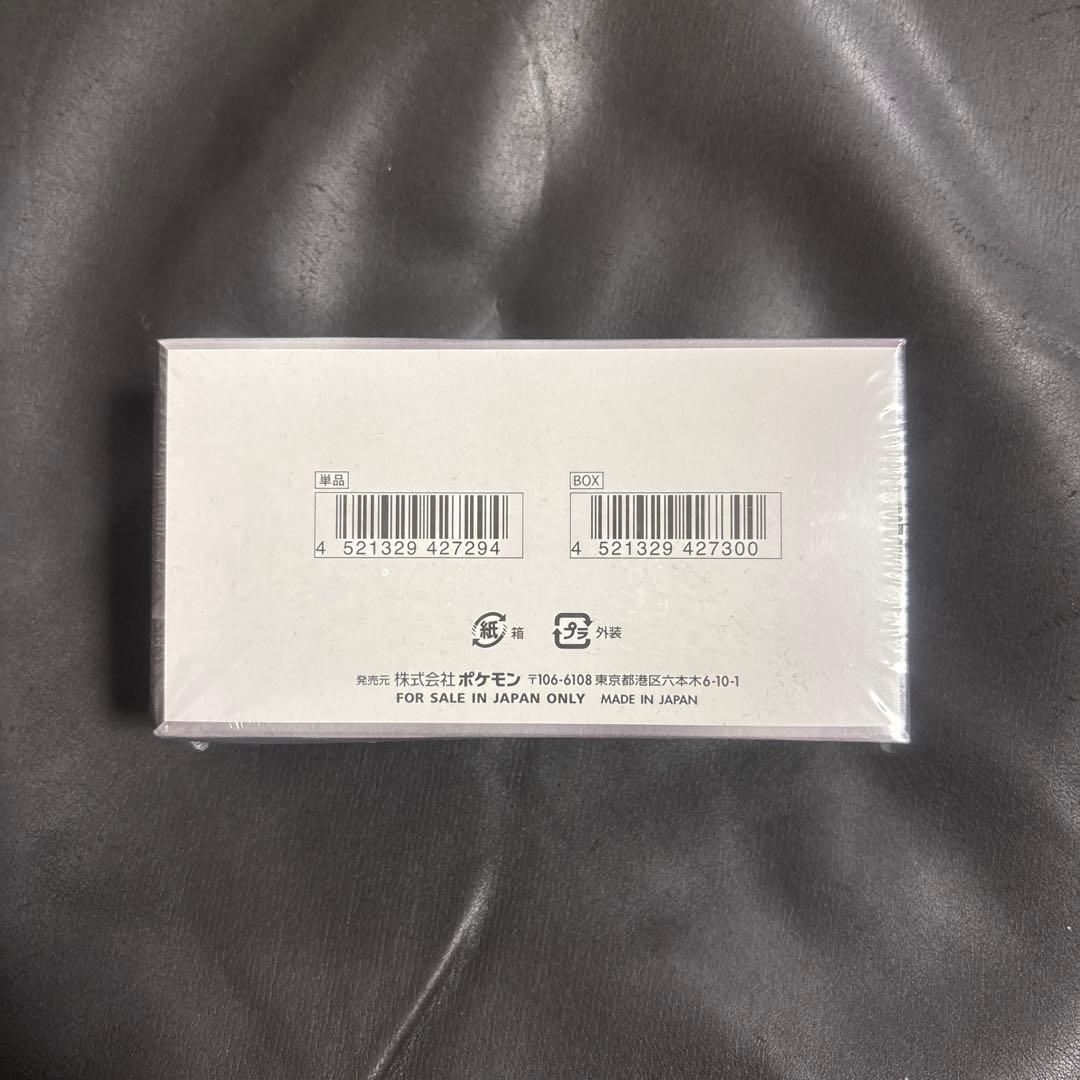 単品
4 521329 427294
BOX
4 521329 427300
紙 箱
プラ 外装
発売元 株式会社 ポケモン 〒106-6108 東京都港区六本木6-10-1
FOR SALE IN JAPAN ONLY MADE IN JAPAN